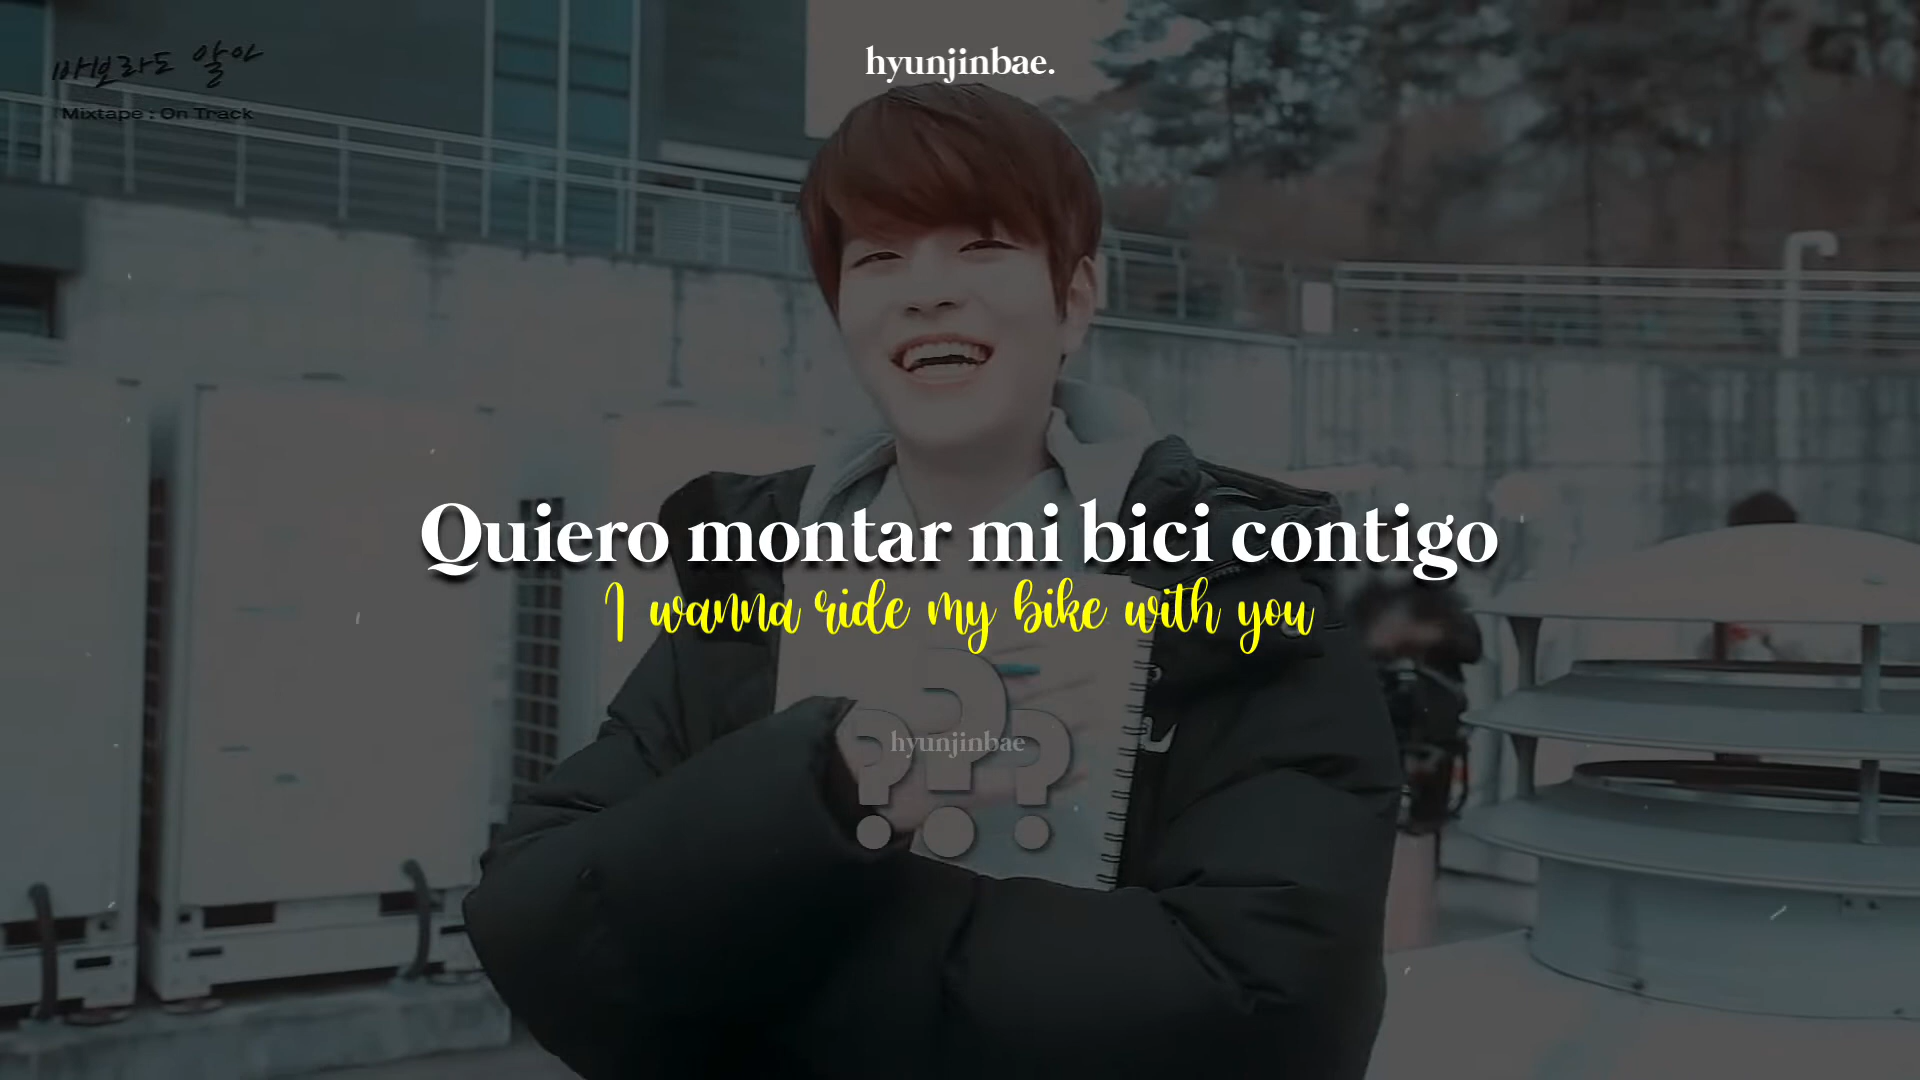 바보라도 알아
Mixtape : On Track
hyunjinbae.
Quiero montar mi bici contigo
I wanna ride my bike with you
???
hyunjinbae